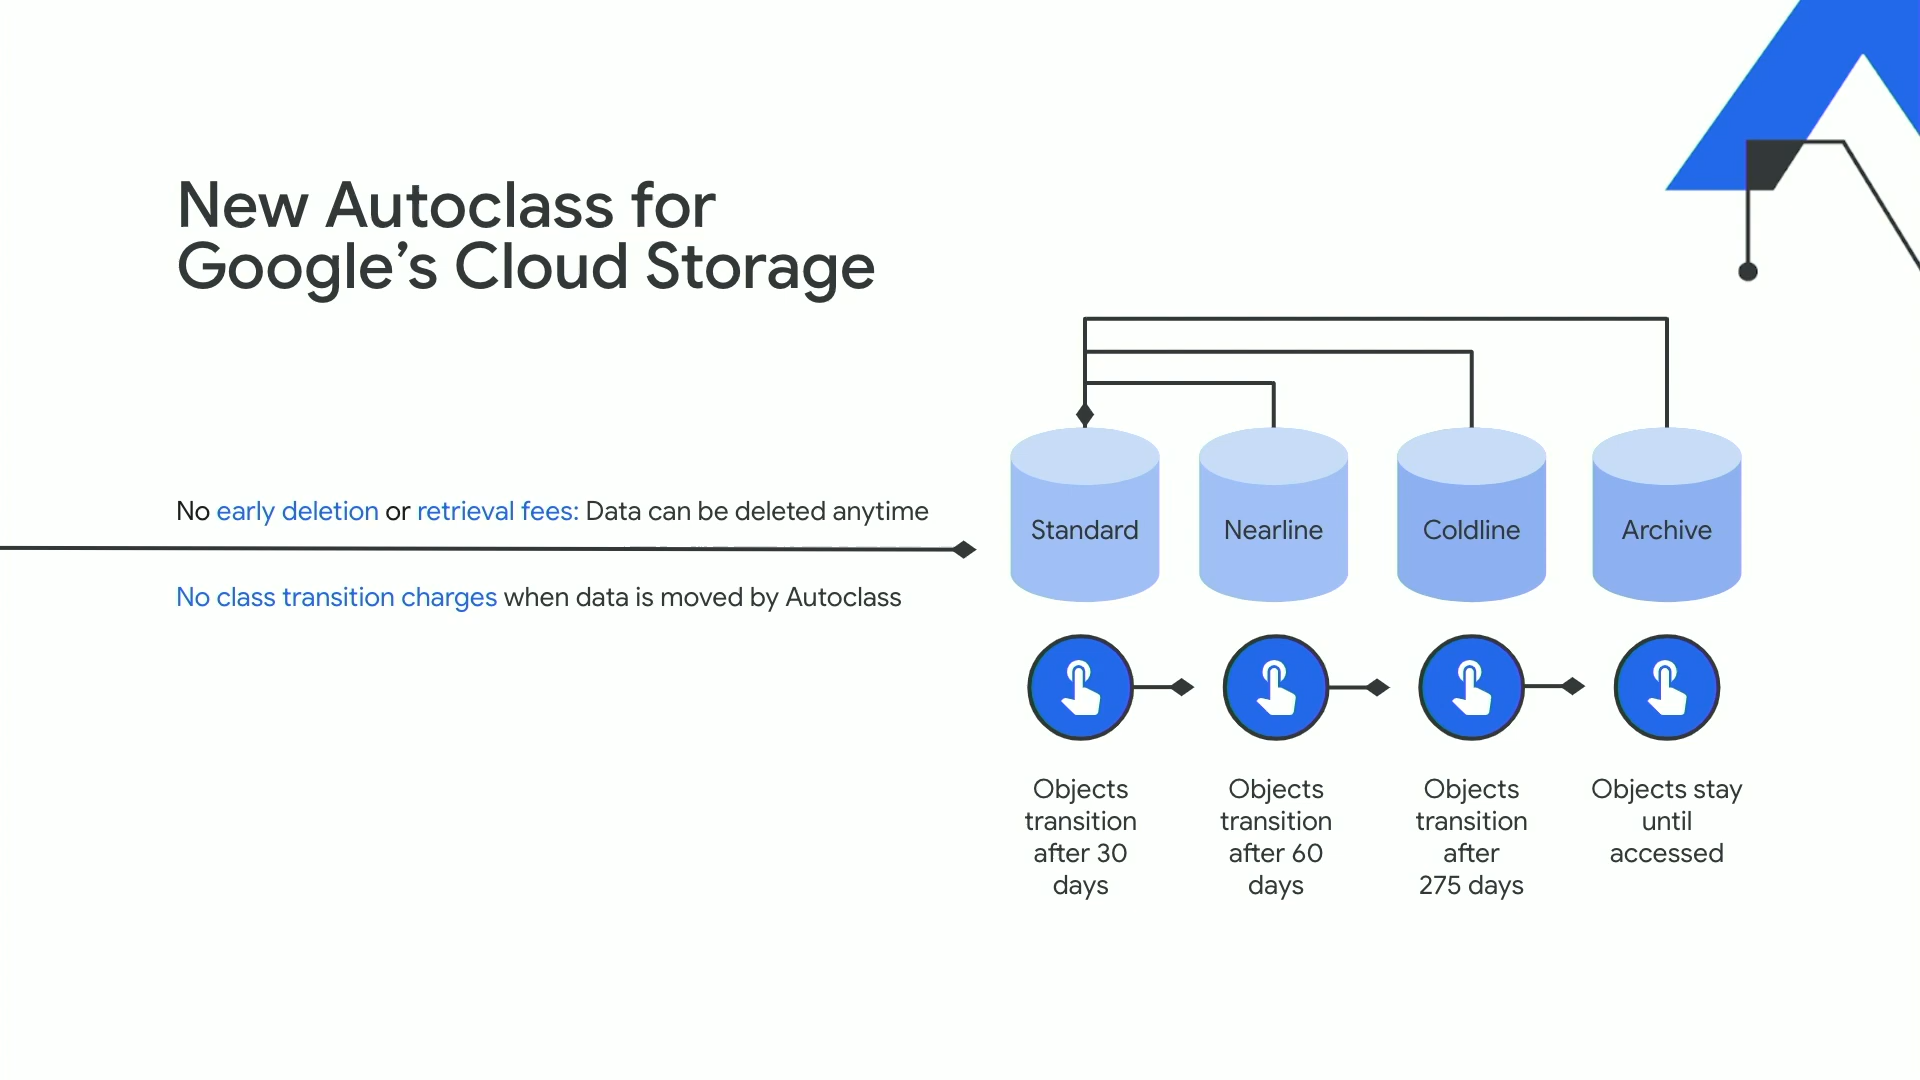 New Autoclass for
Google’s Cloud Storage
No early deletion or retrieval fees: Data can be deleted anytime
No class transition charges when data is moved by Autoclass
Standard
Nearline
Coldline
Archive
Objects
transition
after 30
days
Objects
transition
after 60
days
Objects
transition
after
275 days
Objects stay
until
accessed